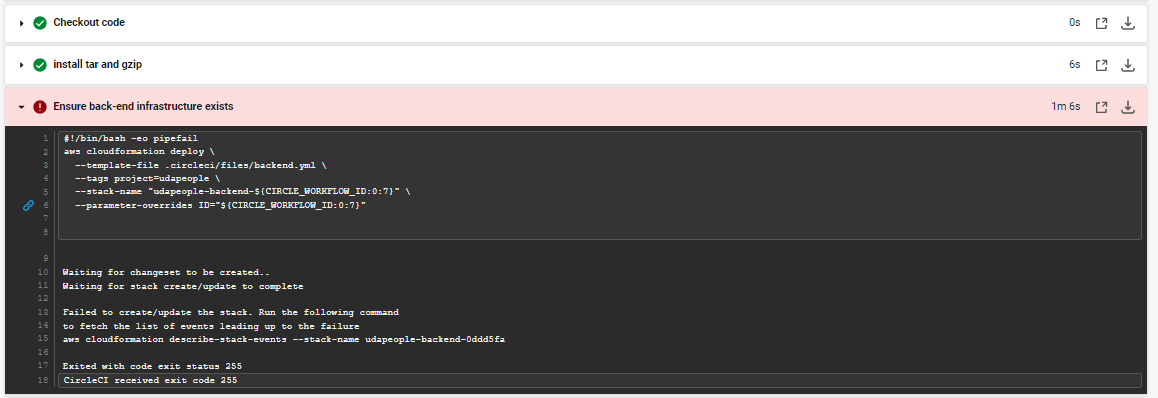 Checkout code 0s
install tar and gzip 6s
Ensure back-end infrastructure exists 1m 6s
1 #!/bin/bash -eo pipefail
2 aws cloudformation deploy \
3 --template-file .circleci/files/backend.yml \
4 --tags project=udapeople \
5 --stack-name "udapeople-backend-${CIRCLE_WORKFLOW_ID:0:7}" \
6 --parameter-overrides ID="${CIRCLE_WORKFLOW_ID:0:7}"
7
8
9
10 Waiting for changeset to be created..
11 Waiting for stack create/update to complete
12
13 Failed to create/update the stack. Run the following command
14 to fetch the list of events leading up to the failure
15 aws cloudformation describe-stack-events --stack-name udapeople-backend-0ddd5fa
16
17 Exited with code exit status 255
18 CircleCI received exit code 255